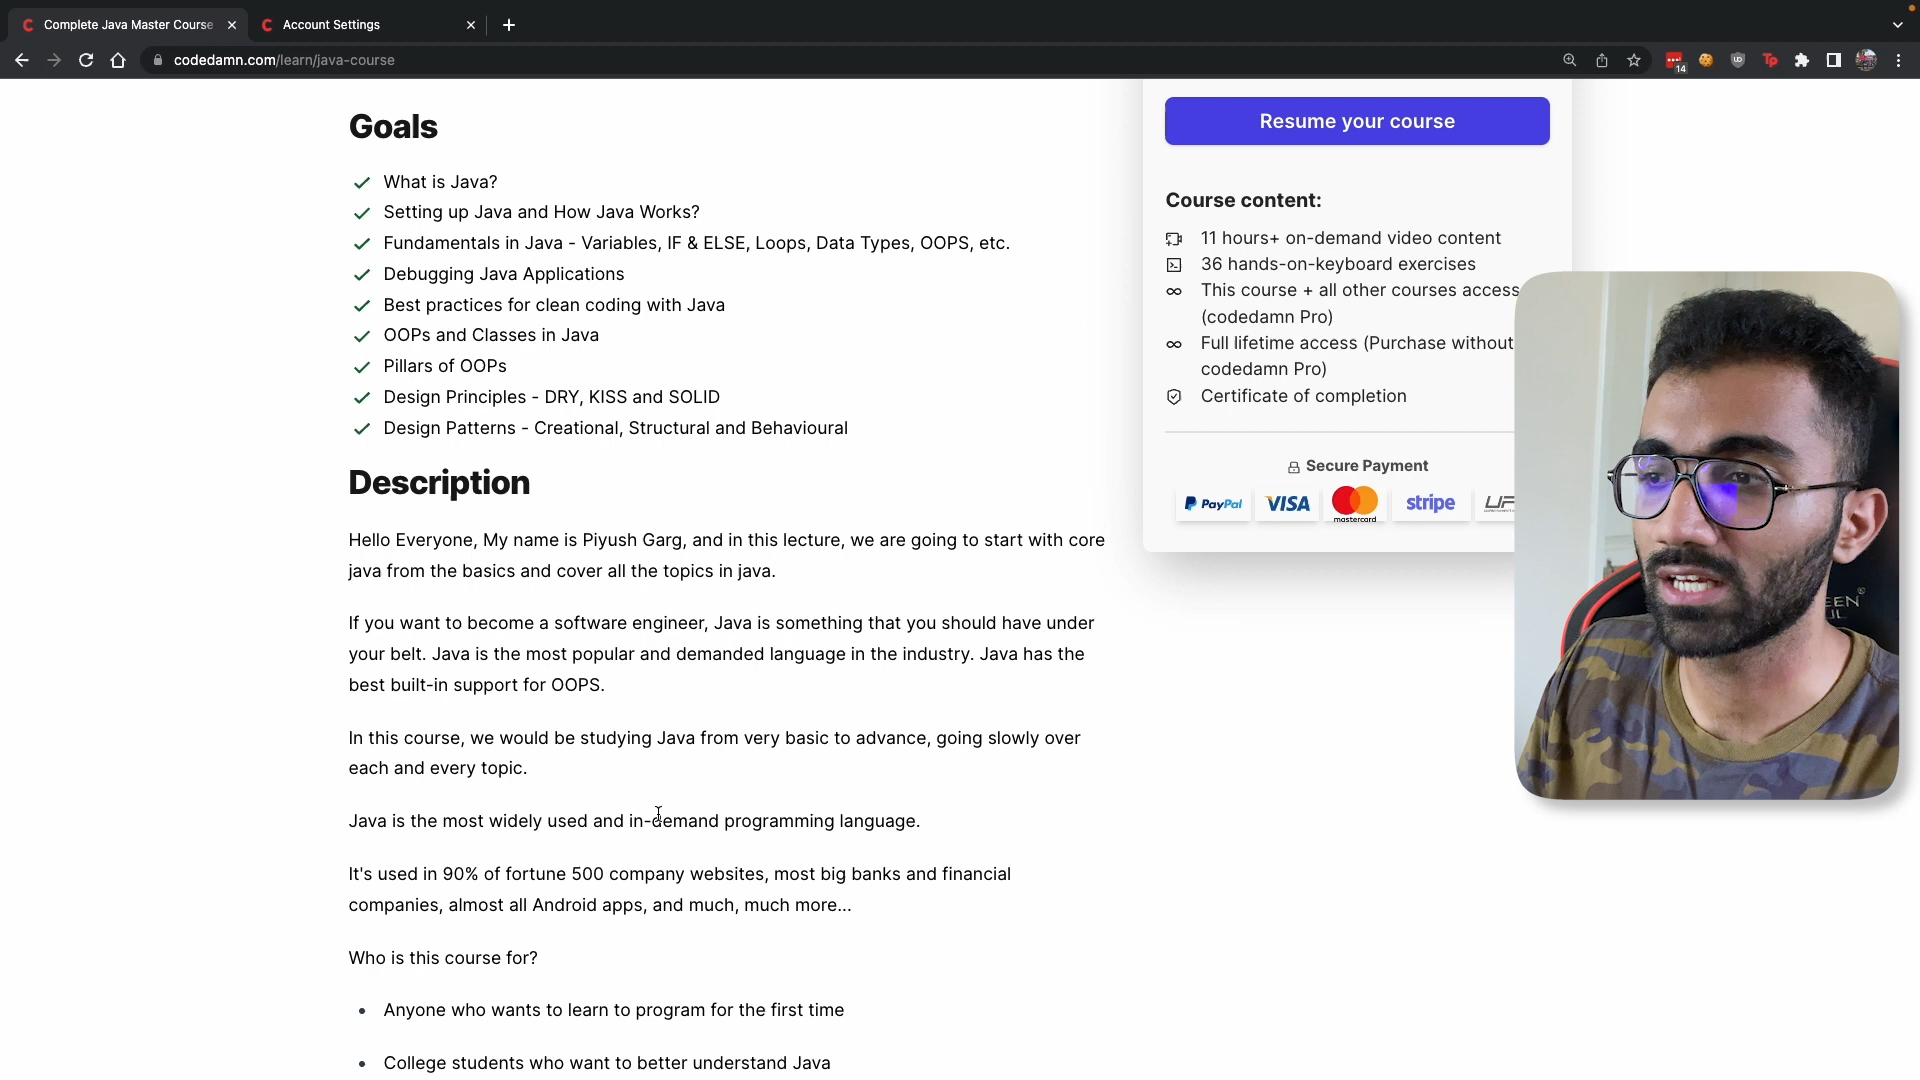 Complete Java Master Course
Account Settings
codedamn.com/learn/java-course
14
Goals
What is Java?
Setting up Java and How Java Works?
Fundamentals in Java - Variables, IF & ELSE, Loops, Data Types, OOPS, etc.
Debugging Java Applications
Best practices for clean coding with Java
OOPs and Classes in Java
Pillars of OOPs
Design Principles - DRY, KISS and SOLID
Design Patterns - Creational, Structural and Behavioural
Description
Hello Everyone, My name is Piyush Garg, and in this lecture, we are going to start with core
java from the basics and cover all the topics in java.
If you want to become a software engineer, Java is something that you should have under
your belt. Java is the most popular and demanded language in the industry. Java has the
best built-in support for OOPS.
In this course, we would be studying Java from very basic to advance, going slowly over
each and every topic.
Java is the most widely used and in-demand programming language.
It's used in 90% of fortune 500 company websites, most big banks and financial
companies, almost all Android apps, and much, much more...
Who is this course for?
• Anyone who wants to learn to program for the first time
• College students who want to better understand Java
Resume your course
Course content:
11 hours+ on-demand video content
36 hands-on-keyboard exercises
This course + all other courses access
(codedamn Pro)
Full lifetime access (Purchase without
codedamn Pro)
Certificate of completion
Secure Payment
PayPal VISA mastercard stripe